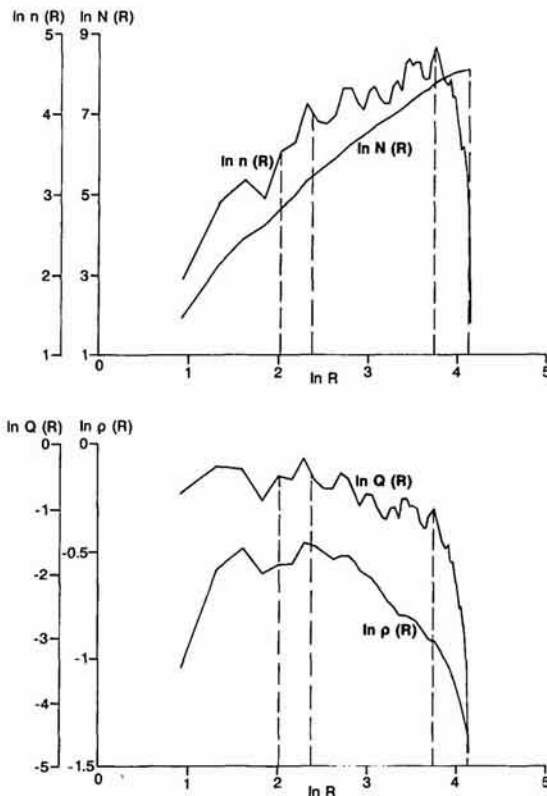 ln n (R) ln N (R)
5 9
4 7
ln n (R)
ln N (R)
3 5
2 3
1 1
0 1 2 3 4 5
ln R
ln Q (R) ln ρ (R)
0 0
ln Q (R)
-1
-0.5
-2
ln ρ (R)
-3
-1
-4
-5 -1.5
0 1 2 3 4 5
ln R